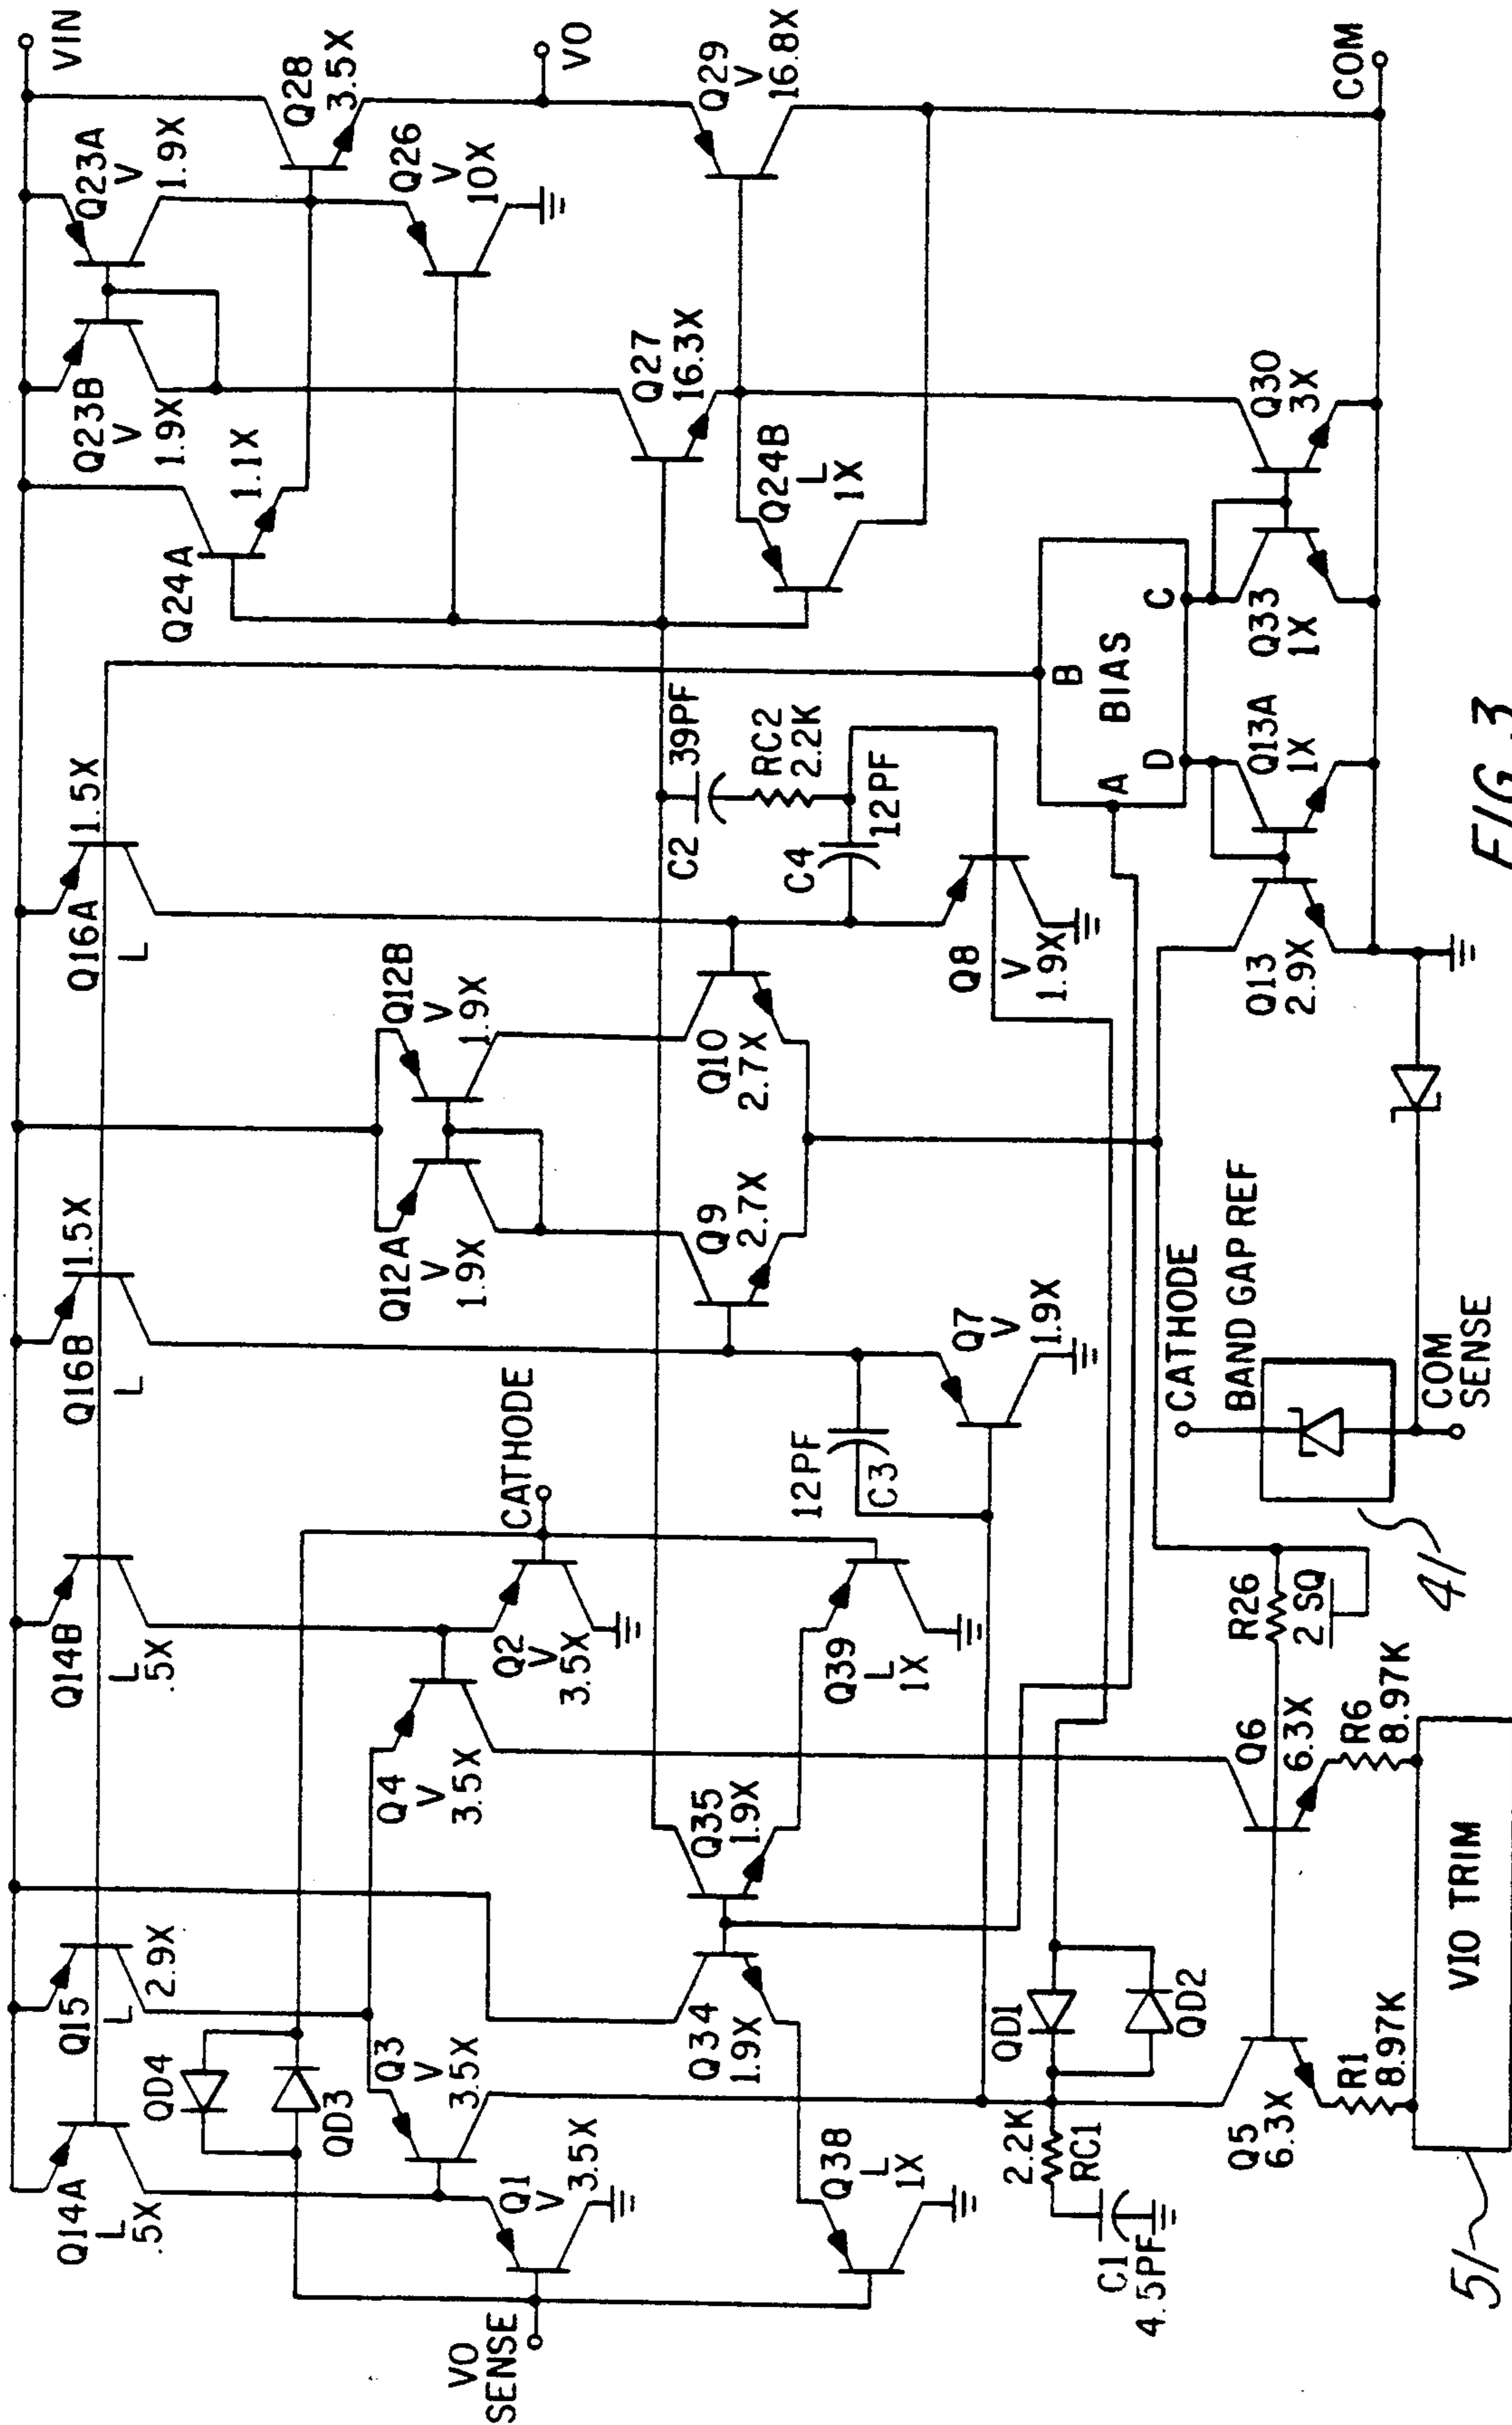 VIN
Q14A
L
.5X
Q15
L
2.9X
Q14B
L
.5X
Q16B
L
1.5X
Q16A
L
1.5X
Q24A
1.1X
Q23B
V
1.9X
Q23A
V
1.9X
Q28
3.5X
Q26
V
10X
VO
QD4
QD3
Q3
V
3.5X
Q4
V
3.5X
Q1
V
3.5X
VO
SENSE
Q2
V
3.5X
CATHODE
Q12A
V
1.9X
Q12B
V
1.9X
Q27
16.3X
Q29
V
16.8X
Q34
1.9X
Q35
1.9X
Q38
L
1X
Q39
L
1X
Q9
2.7X
Q10
2.7X
C2
39PF
RC2
2.2K
C4
12PF
12PF
C3
Q7
V
1.9X
Q8
V
1.9X
Q24B
L
1X
C1
4.5PF
2.2K
RC1
QD1
QD2
B
BIAS
A
D
C
Q13
2.9X
Q13A
1X
Q33
1X
Q30
3X
COM
Q5
6.3X
R1
8.97K
Q6
6.3X
R6
8.97K
R26
2 SQ
CATHODE
BAND GAP REF
COM
SENSE
VIO TRIM
51
41
FIG. 3